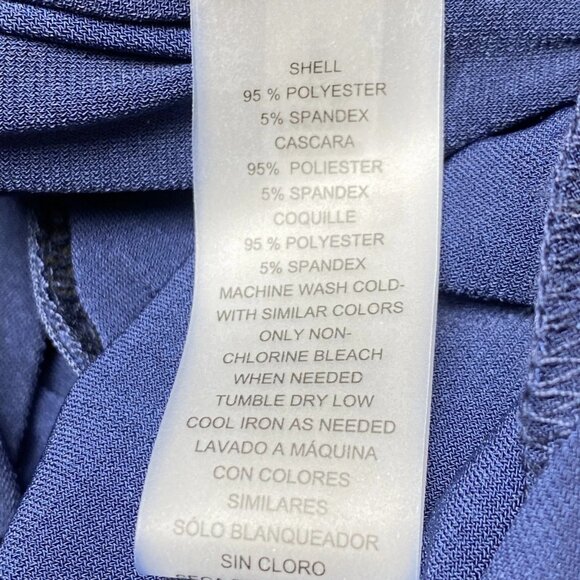 SHELL
95 % POLYESTER
5% SPANDEX
CASCARA
95% POLIESTER
5% SPANDEX
COQUILLE
95 % POLYESTER
5% SPANDEX
MACHINE WASH COLD-
WITH SIMILAR COLORS
ONLY NON-
CHLORINE BLEACH
WHEN NEEDED
TUMBLE DRY LOW
COOL IRON AS NEEDED
LAVADO A MÁQUINA
CON COLORES
SIMILARES
SÓLO BLANQUEADOR
SIN CLORO